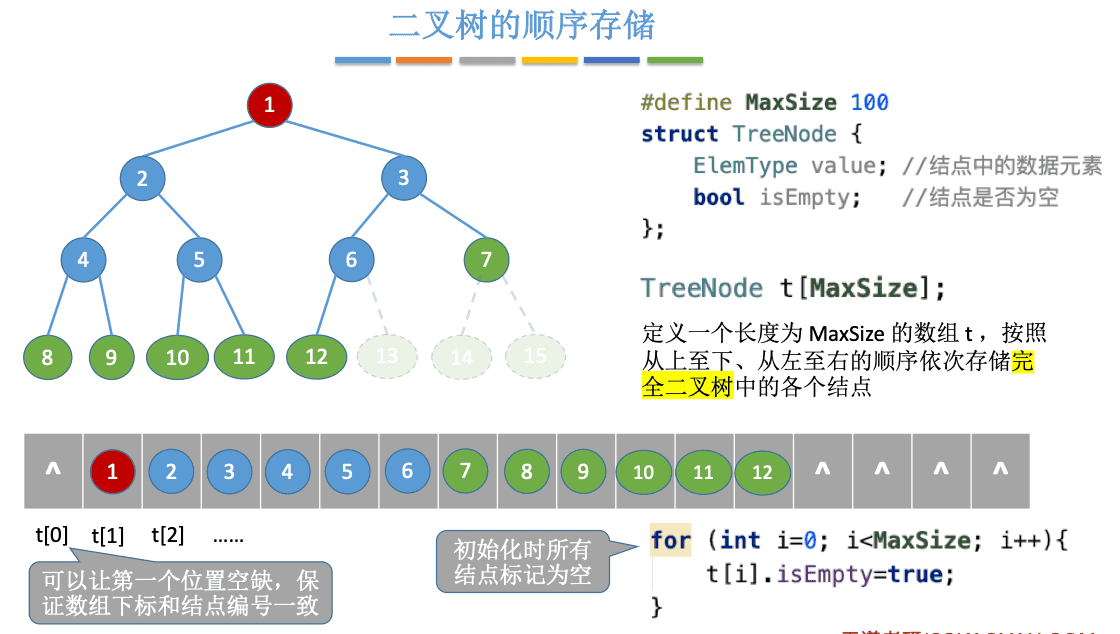 二叉树的顺序存储
1
2
3
4
5
6
7
8
9
10
11
12
13
14
15
#define MaxSize 100
struct TreeNode {
ElemType value; //结点中的数据元素
bool isEmpty; //结点是否为空
};
TreeNode t[MaxSize];
定义一个长度为 MaxSize 的数组 t ，按照
从上至下、从左至右的顺序依次存储完
全二叉树中的各个结点
^ 1 2 3 4 5 6 7 8 9 10 11 12 ^ ^ ^ ^
t[0] t[1] t[2] ......
可以让第一个位置空缺，保
证数组下标和结点编号一致
初始化时所有
结点标记为空
for (int i=0; i<MaxSize; i++){
t[i].isEmpty=true;
}